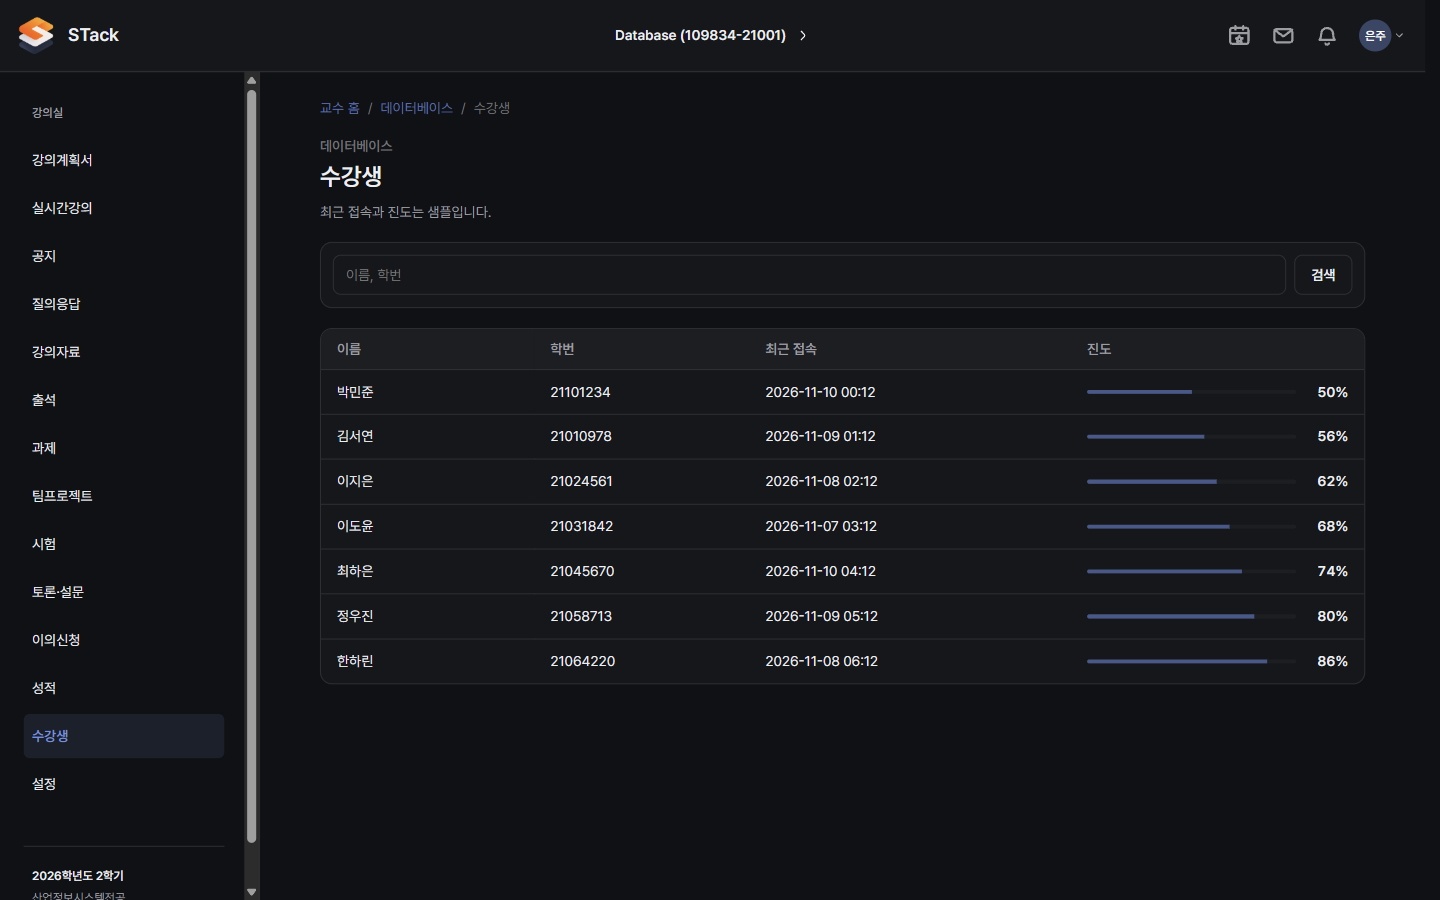 STack
Database (109834-21001)
은주
강의실
강의계획서
실시간강의
공지
질의응답
강의자료
출석
과제
팀프로젝트
시험
토론·설문
이의신청
성적
수강생
설정
2026학년도 2학기
산업정보시스템전공
교수 홈 / 데이터베이스 / 수강생
데이터베이스
수강생
최근 접속과 진도는 샘플입니다.
이름, 학번 검색
이름 학번 최근 접속 진도
박민준 21101234 2026-11-10 00:12 50%
김서연 21010978 2026-11-09 01:12 56%
이지은 21024561 2026-11-08 02:12 62%
이도윤 21031842 2026-11-07 03:12 68%
최하은 21045670 2026-11-10 04:12 74%
정우진 21058713 2026-11-09 05:12 80%
한하린 21064220 2026-11-08 06:12 86%